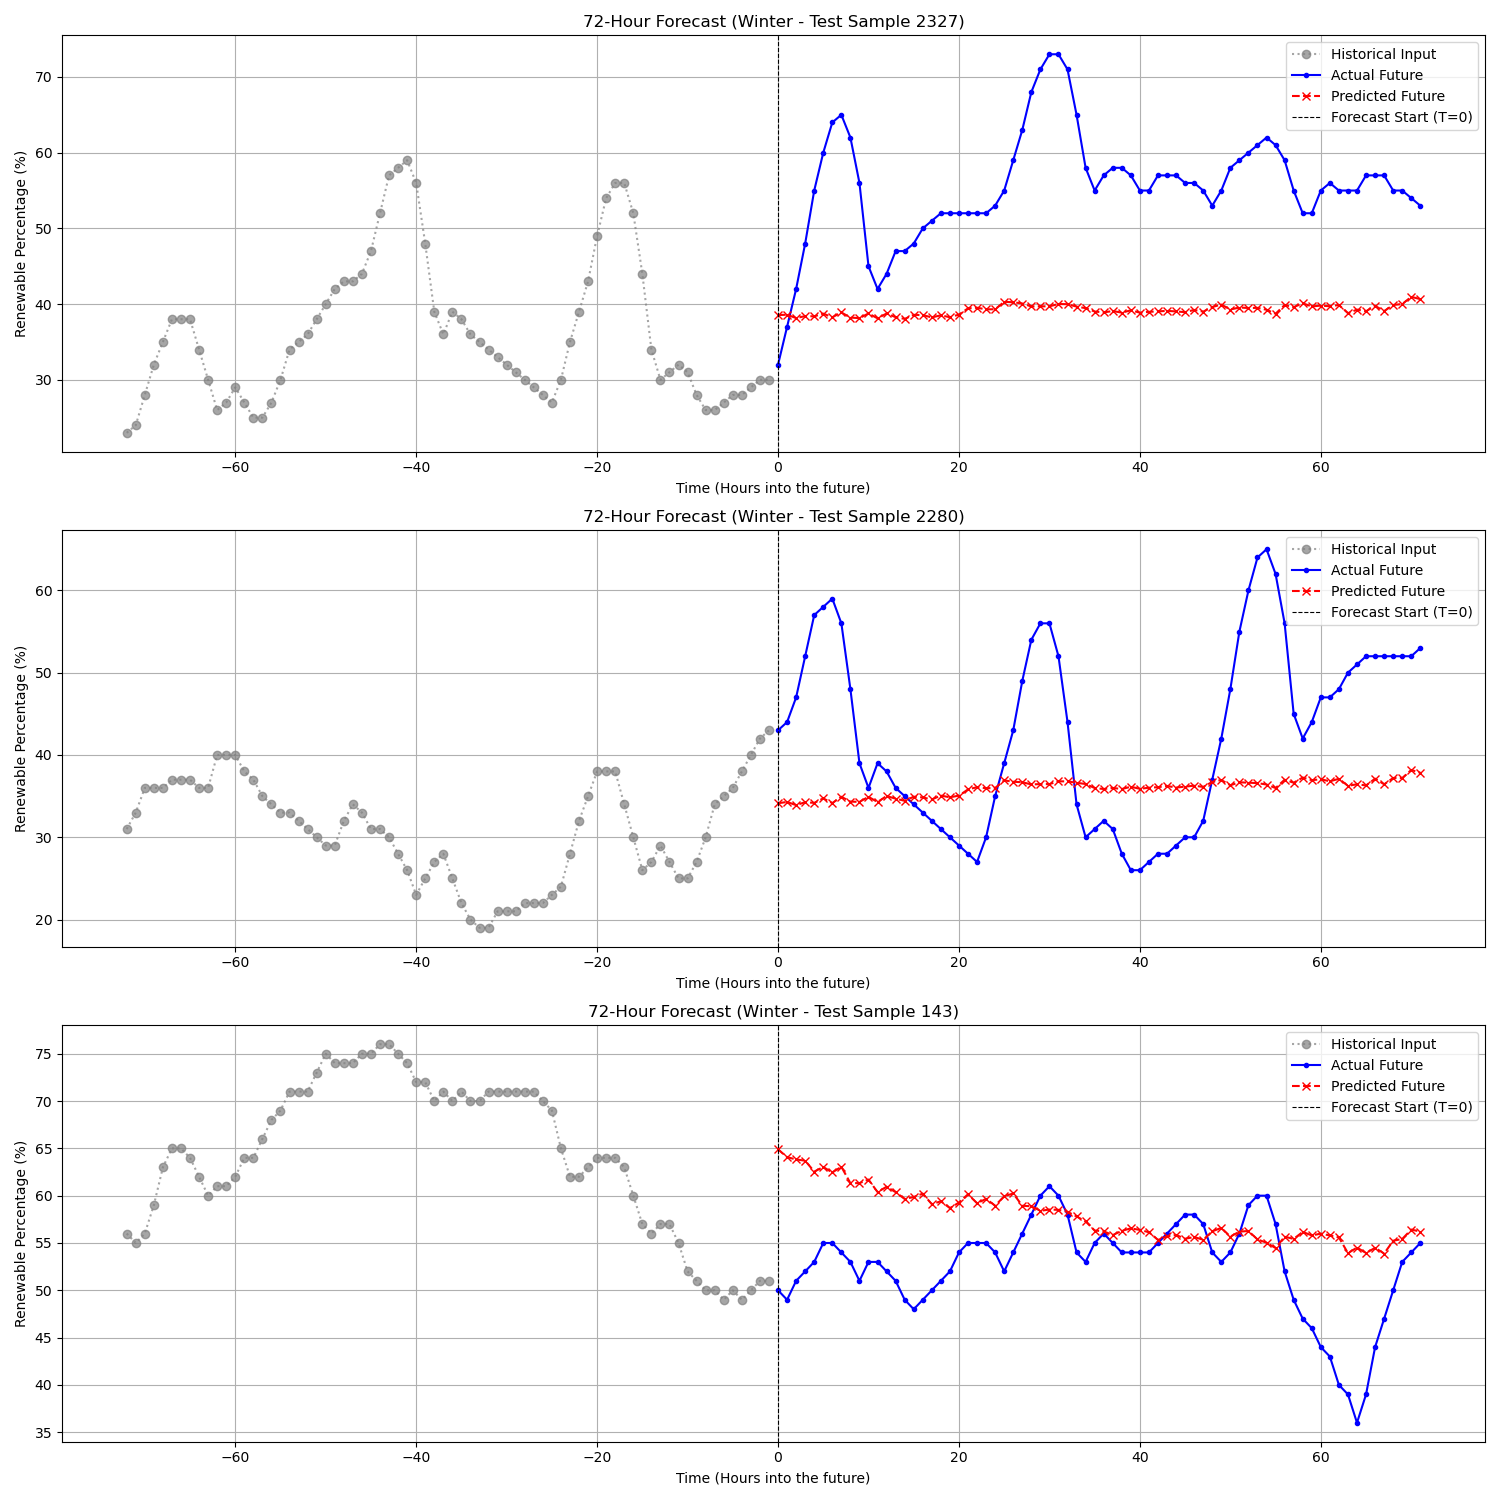 72-Hour Forecast (Winter - Test Sample 2327)
Historical Input
Actual Future
Predicted Future
Forecast Start (T=0)
Renewable Percentage (%)
70
60
50
40
30
−60 −40 −20 0 20 40 60
Time (Hours into the future)
72-Hour Forecast (Winter - Test Sample 2280)
Historical Input
Actual Future
Predicted Future
Forecast Start (T=0)
Renewable Percentage (%)
60
50
40
30
20
−60 −40 −20 0 20 40 60
Time (Hours into the future)
72-Hour Forecast (Winter - Test Sample 143)
Historical Input
Actual Future
Predicted Future
Forecast Start (T=0)
Renewable Percentage (%)
75
70
65
60
55
50
45
40
35
−60 −40 −20 0 20 40 60
Time (Hours into the future)